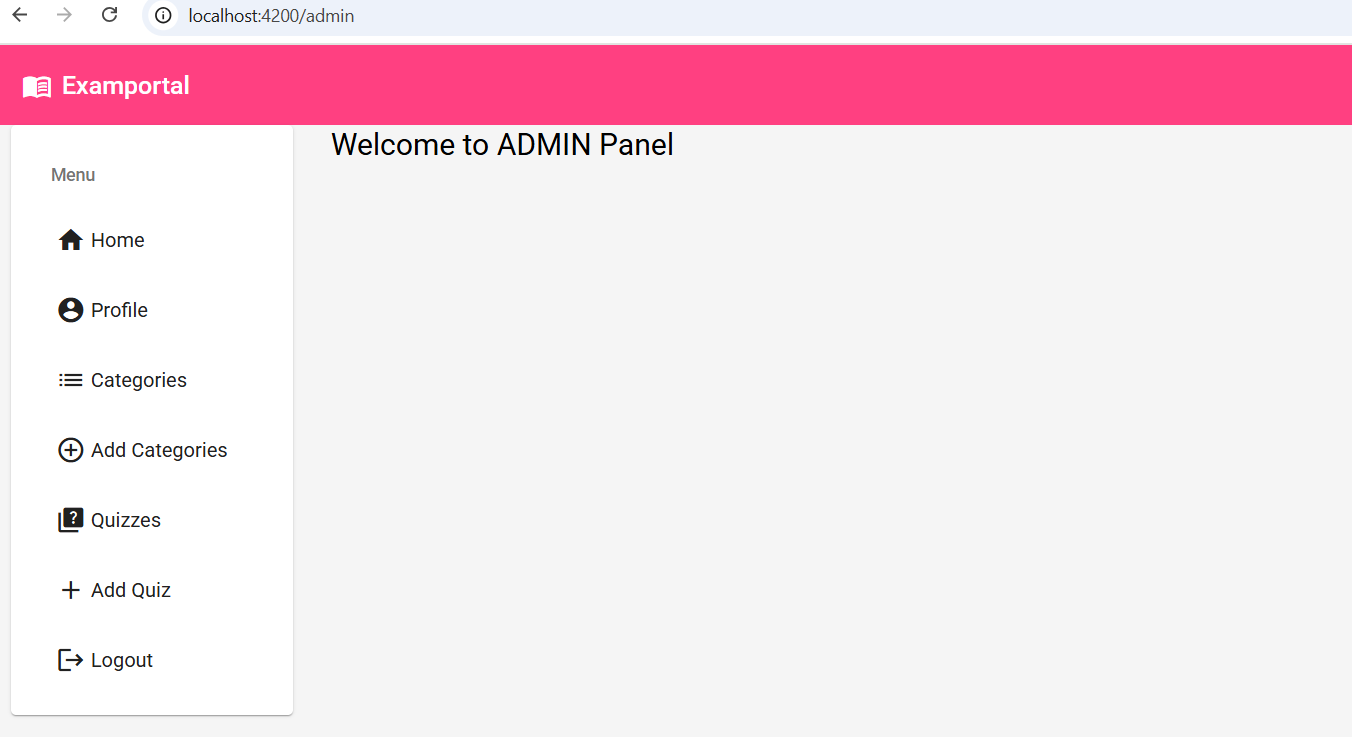 localhost:4200/admin
Examportal
Welcome to ADMIN Panel
Menu
Home
Profile
Categories
Add Categories
Quizzes
Add Quiz
Logout